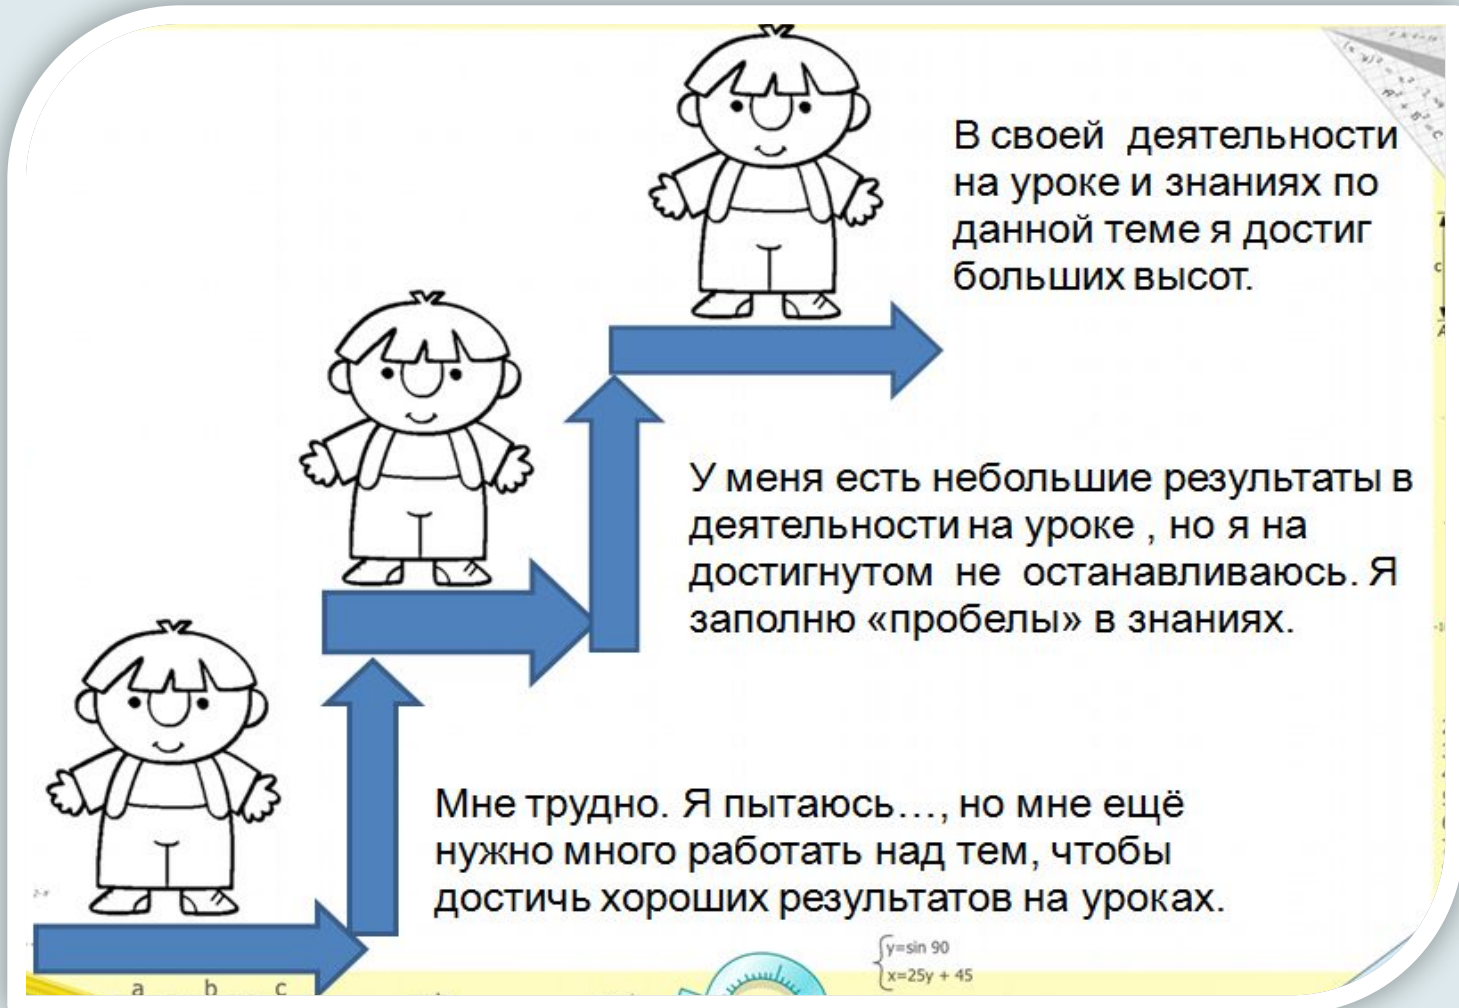 В своей деятельности
на уроке и знаниях по
данной теме я достиг
больших высот.
У меня есть небольшие результаты в
деятельности на уроке , но я на
достигнутом не останавливаюсь. Я
заполню «пробелы» в знаниях.
Мне трудно. Я пытаюсь…, но мне ещё
нужно много работать над тем, чтобы
достичь хороших результатов на уроках.
y=sin 90
x=25y + 45
a b c